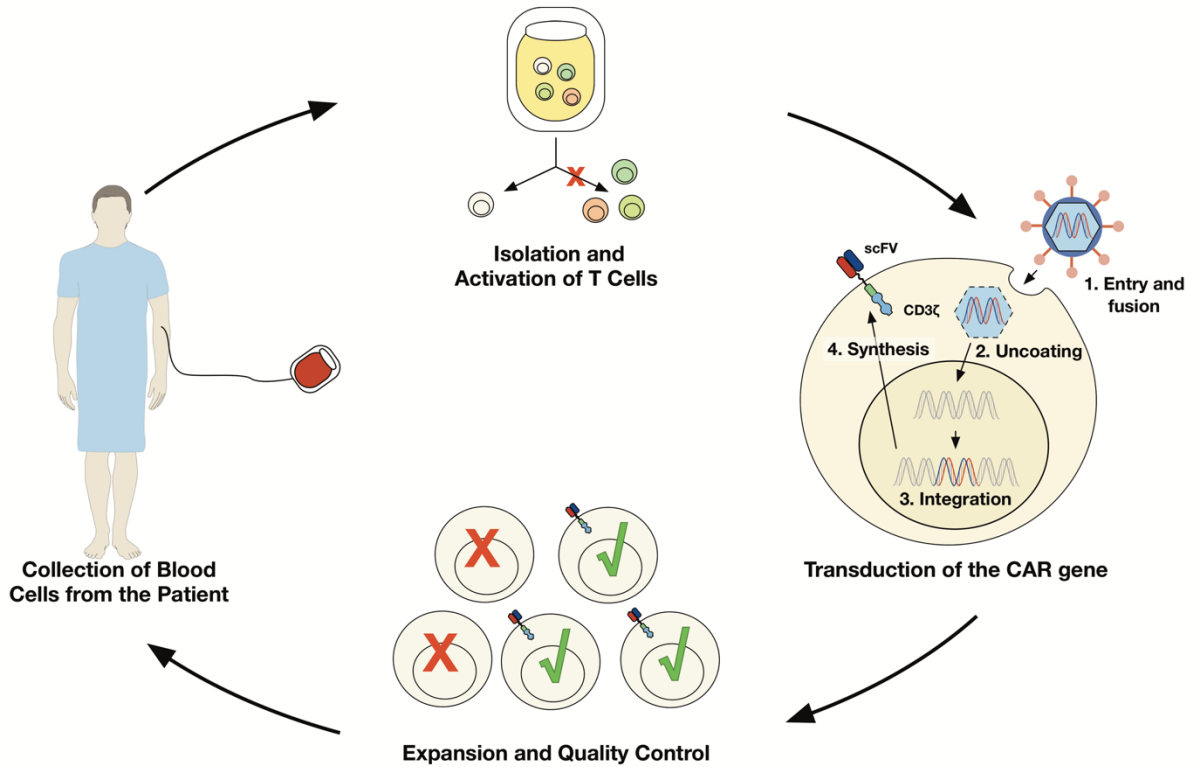 Isolation and
Activation of T Cells
scFV
CD3ζ
1. Entry and
fusion
2. Uncoating
4. Synthesis
3. Integration
Transduction of the CAR gene
Expansion and Quality Control
Collection of Blood
Cells from the Patient